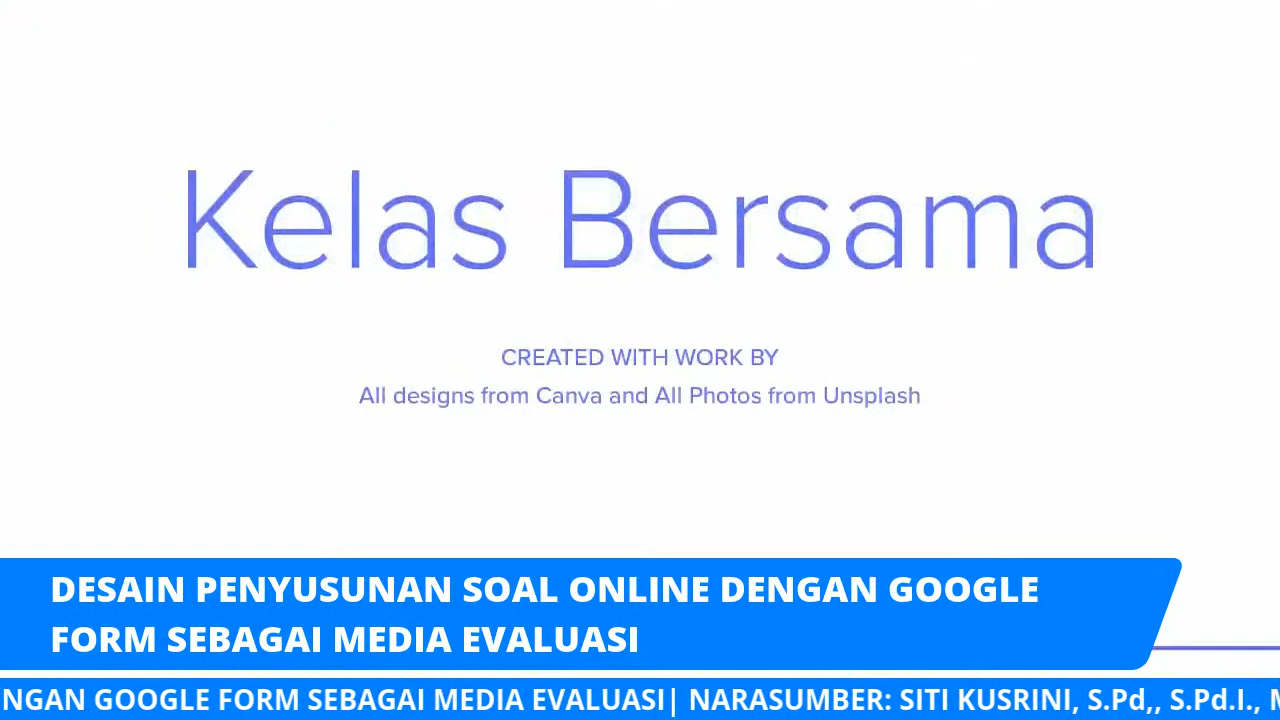 Kelas Bersama
CREATED WITH WORK BY
All designs from Canva and All Photos from Unsplash
DESAIN PENYUSUNAN SOAL ONLINE DENGAN GOOGLE
FORM SEBAGAI MEDIA EVALUASI
NGAN GOOGLE FORM SEBAGAI MEDIA EVALUASI| NARASUMBER: SITI KUSRINI, S.Pd,, S.Pd.I.,